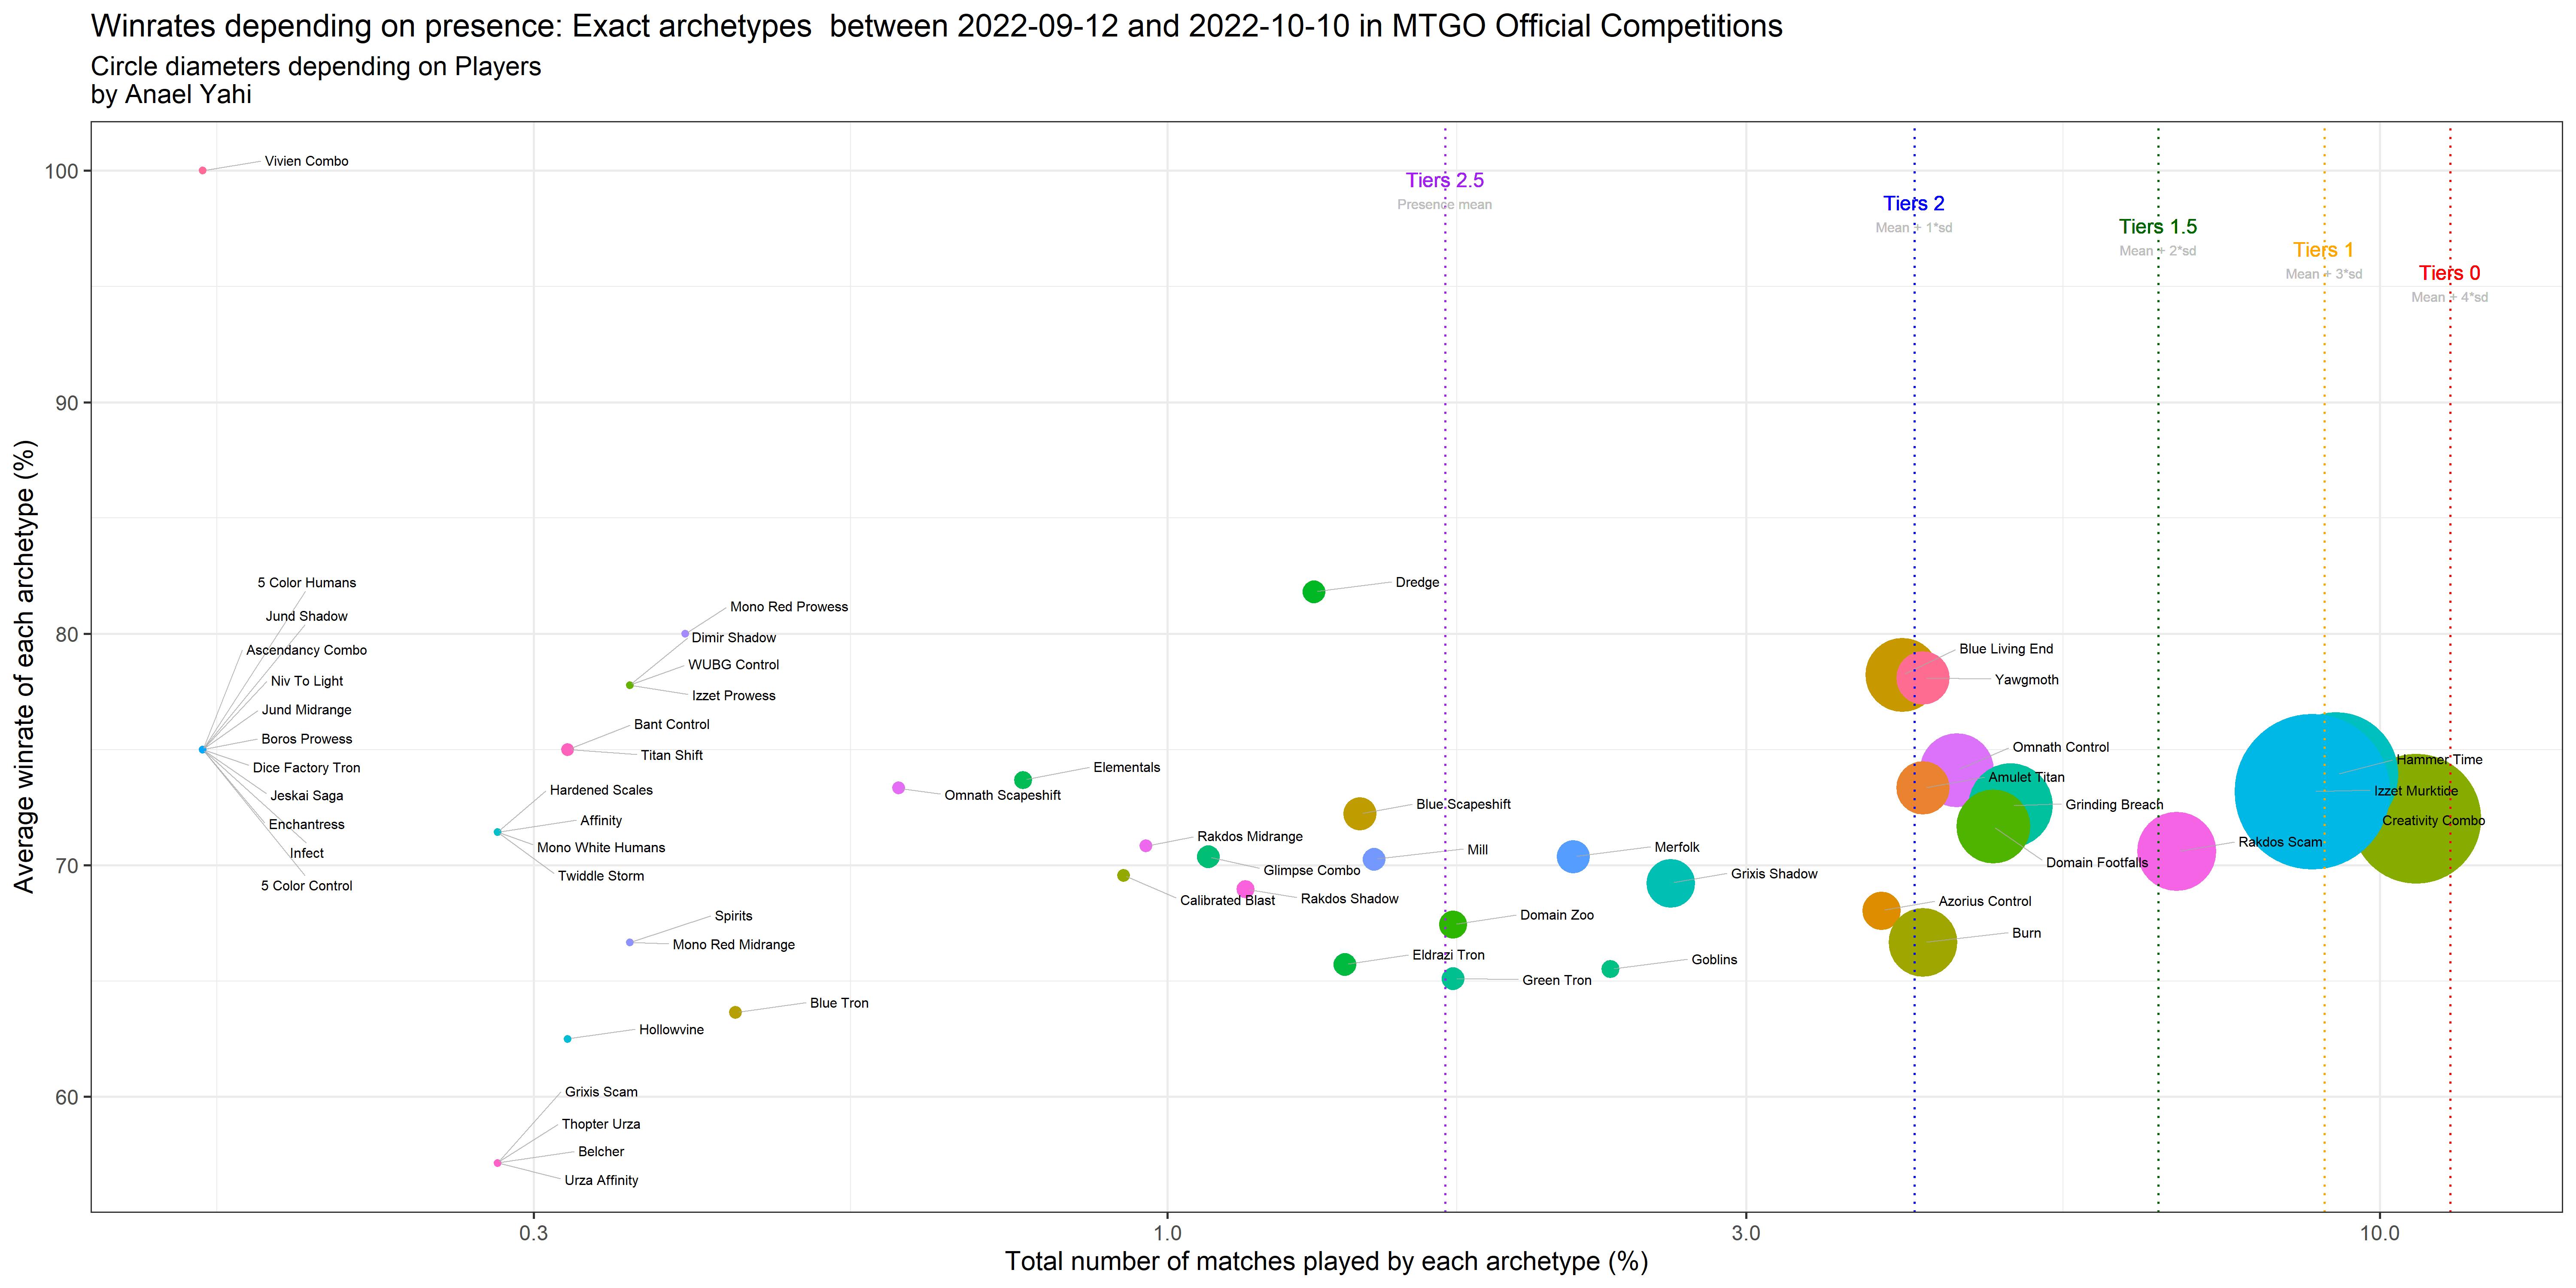 Winrates depending on presence: Exact archetypes  between 2022-09-12 and 2022-10-10 in MTGO Official Competitions
Circle diameters depending on Players
by Anael Yahi
Average winrate of each archetype (%)
100
90
80
70
60
Vivien Combo
Tiers 2.5
Presence mean
Tiers 2
Mean + 1*sd
Tiers 1.5
Mean + 2*sd
Tiers 1
Mean + 3*sd
Tiers 0
Mean + 4*sd
5 Color Humans
Jund Shadow
Ascendancy Combo
Niv To Light
Jund Midrange
Boros Prowess
Dice Factory Tron
Jeskai Saga
Enchantress
Infect
5 Color Control
Mono Red Prowess
Dimir Shadow
WUBG Control
Izzet Prowess
Bant Control
Titan Shift
Hardened Scales
Affinity
Mono White Humans
Twiddle Storm
Spirits
Mono Red Midrange
Blue Tron
Hollowvine
Grixis Scam
Thopter Urza
Belcher
Urza Affinity
Dredge
Elementals
Omnath Scapeshift
Blue Scapeshift
Rakdos Midrange
Glimpse Combo
Mill
Merfolk
Calibrated Blast
Rakdos Shadow
Grixis Shadow
Domain Zoo
Eldrazi Tron
Green Tron
Goblins
Blue Living End
Yawgmoth
Omnath Control
Amulet Titan
Grinding Breach
Domain Footfalls
Rakdos Scam
Azorius Control
Burn
Hammer Time
Izzet Murktide
Creativity Combo
0.3
1.0
3.0
10.0
Total number of matches played by each archetype (%)